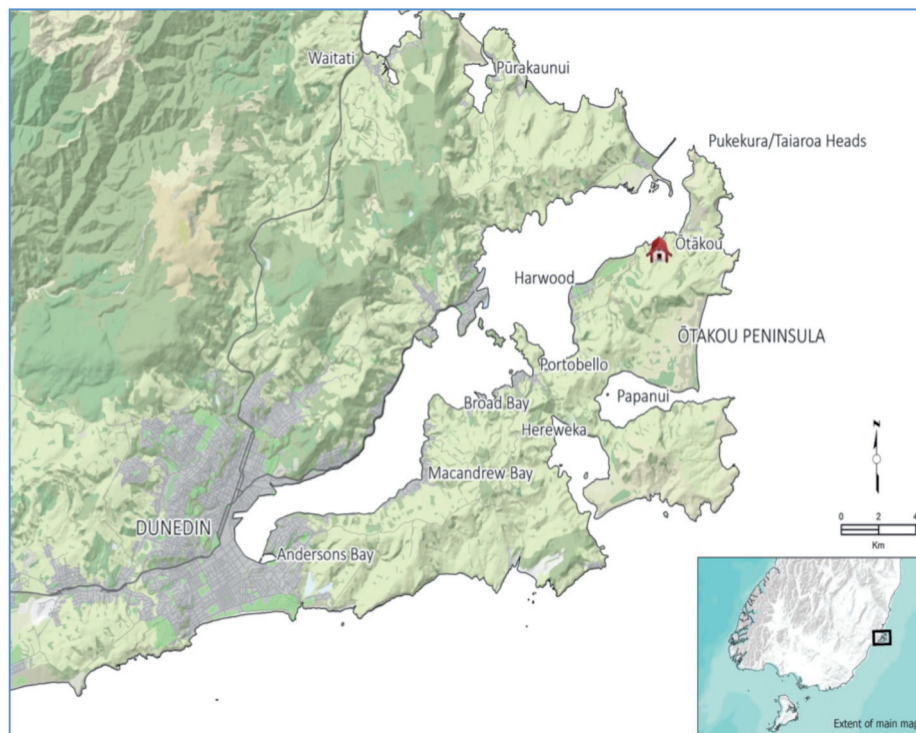 Waitati
Pūrakaunui
Pukekura/Taiaroa Heads
Ōtākou
Harwood
ŌTAKOU PENINSULA
Portobello
Papanui
Broad Bay
Hereweka
Macandrew Bay
N
DUNEDIN
0 2 4
Km
Andersons Bay
Extent of main map